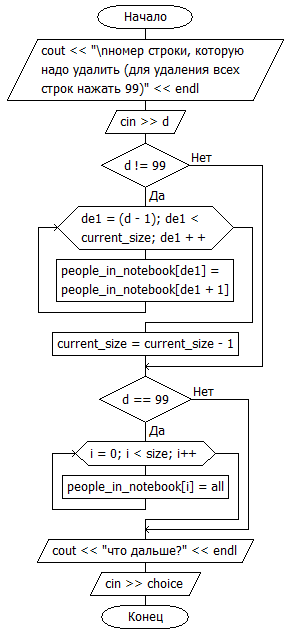 Начало
cout << "\nномер строки, которую
надо удалить (для удаления всех
строк нажать 99)" << endl
cin >> d
d != 99
Нет
Да
de1 = (d - 1); de1 <
current_size; de1 + +
people_in_notebook[de1] =
people_in_notebook[de1 + 1]
current_size = current_size - 1
d == 99
Нет
Да
i = 0; i < size; i++
people_in_notebook[i] = all
cout << "что дальше?" << endl
cin >> choice
Конец